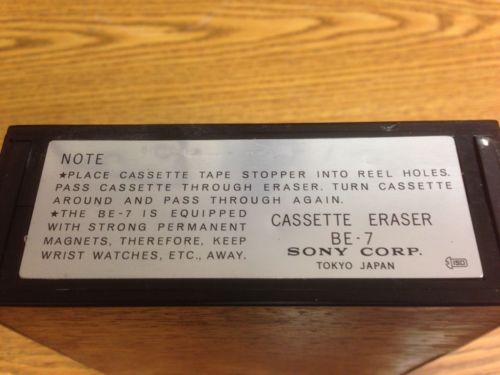 NOTE
★PLACE CASSETTE TAPE STOPPER INTO REEL HOLES.
PASS CASSETTE THROUGH ERASER. TURN CASSETTE
AROUND AND PASS THROUGH AGAIN.
★THE BE-7 IS EQUIPPED
WITH STRONG PERMANENT
MAGNETS, THEREFORE, KEEP
WRIST WATCHES, ETC., AWAY.
CASSETTE ERASER
BE-7
SONY CORP.
TOKYO JAPAN
ISO